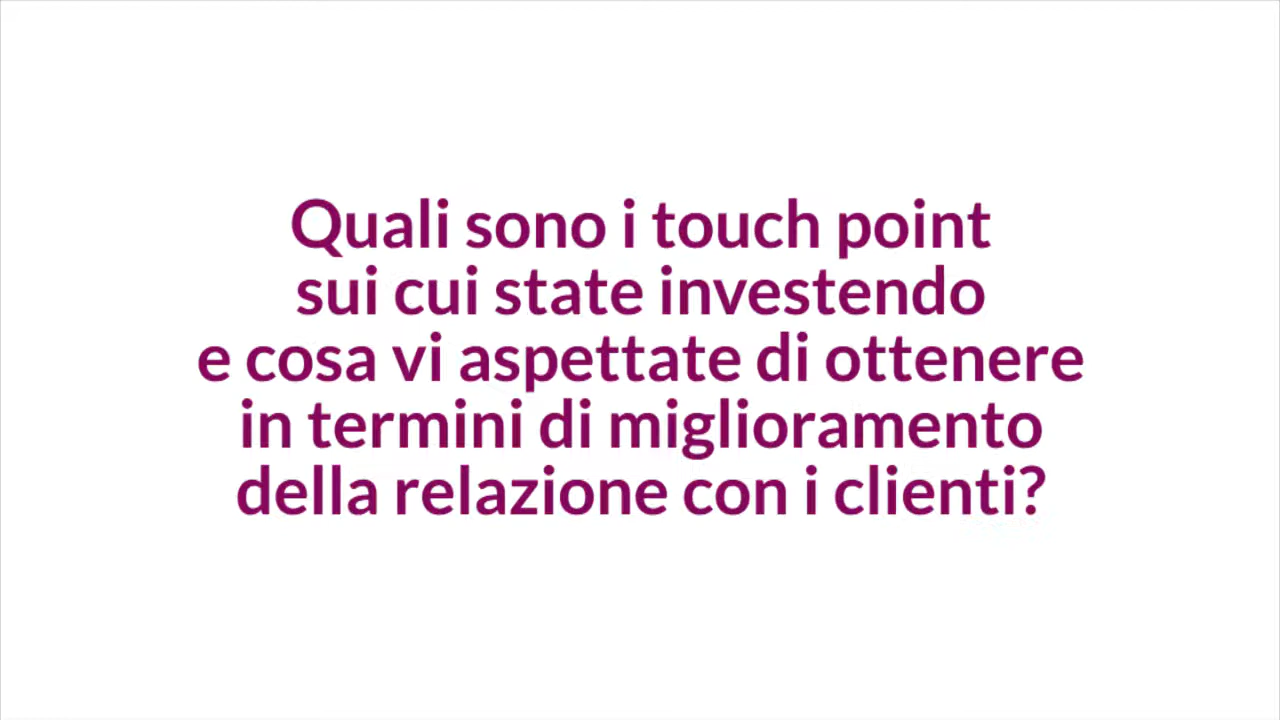 Quali sono i touch point
sui cui state investendo
e cosa vi aspettate di ottenere
in termini di miglioramento
della relazione con i clienti?